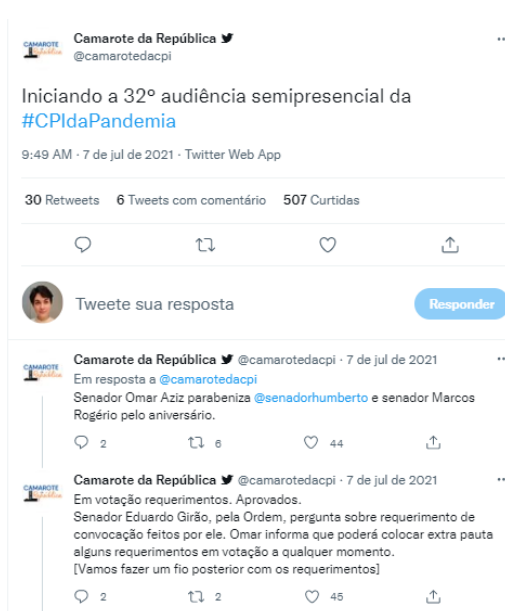 Camarote da República
@camarotedacpi
Iniciando a 32º audiência semipresencial da
#CPIdaPandemia
9:49 AM · 7 de jul de 2021 · Twitter Web App
30 Retweets 6 Tweets com comentário 507 Curtidas
Tweete sua resposta
Responder
Camarote da República @camarotedacpi · 7 de jul de 2021
Em resposta a @camarotedacpi
Senador Omar Aziz parabeniza @senadorhumberto e senador Marcos
Rogério pelo aniversário.
2 6 44
Camarote da República @camarotedacpi · 7 de jul de 2021
Em votação requerimentos. Aprovados.
Senador Eduardo Girão, pela Ordem, pergunta sobre requerimento de
convocação feitos por ele. Omar informa que poderá colocar extra pauta
alguns requerimentos em votação a qualquer momento.
[Vamos fazer um fio posterior com os requerimentos]
2 2 45